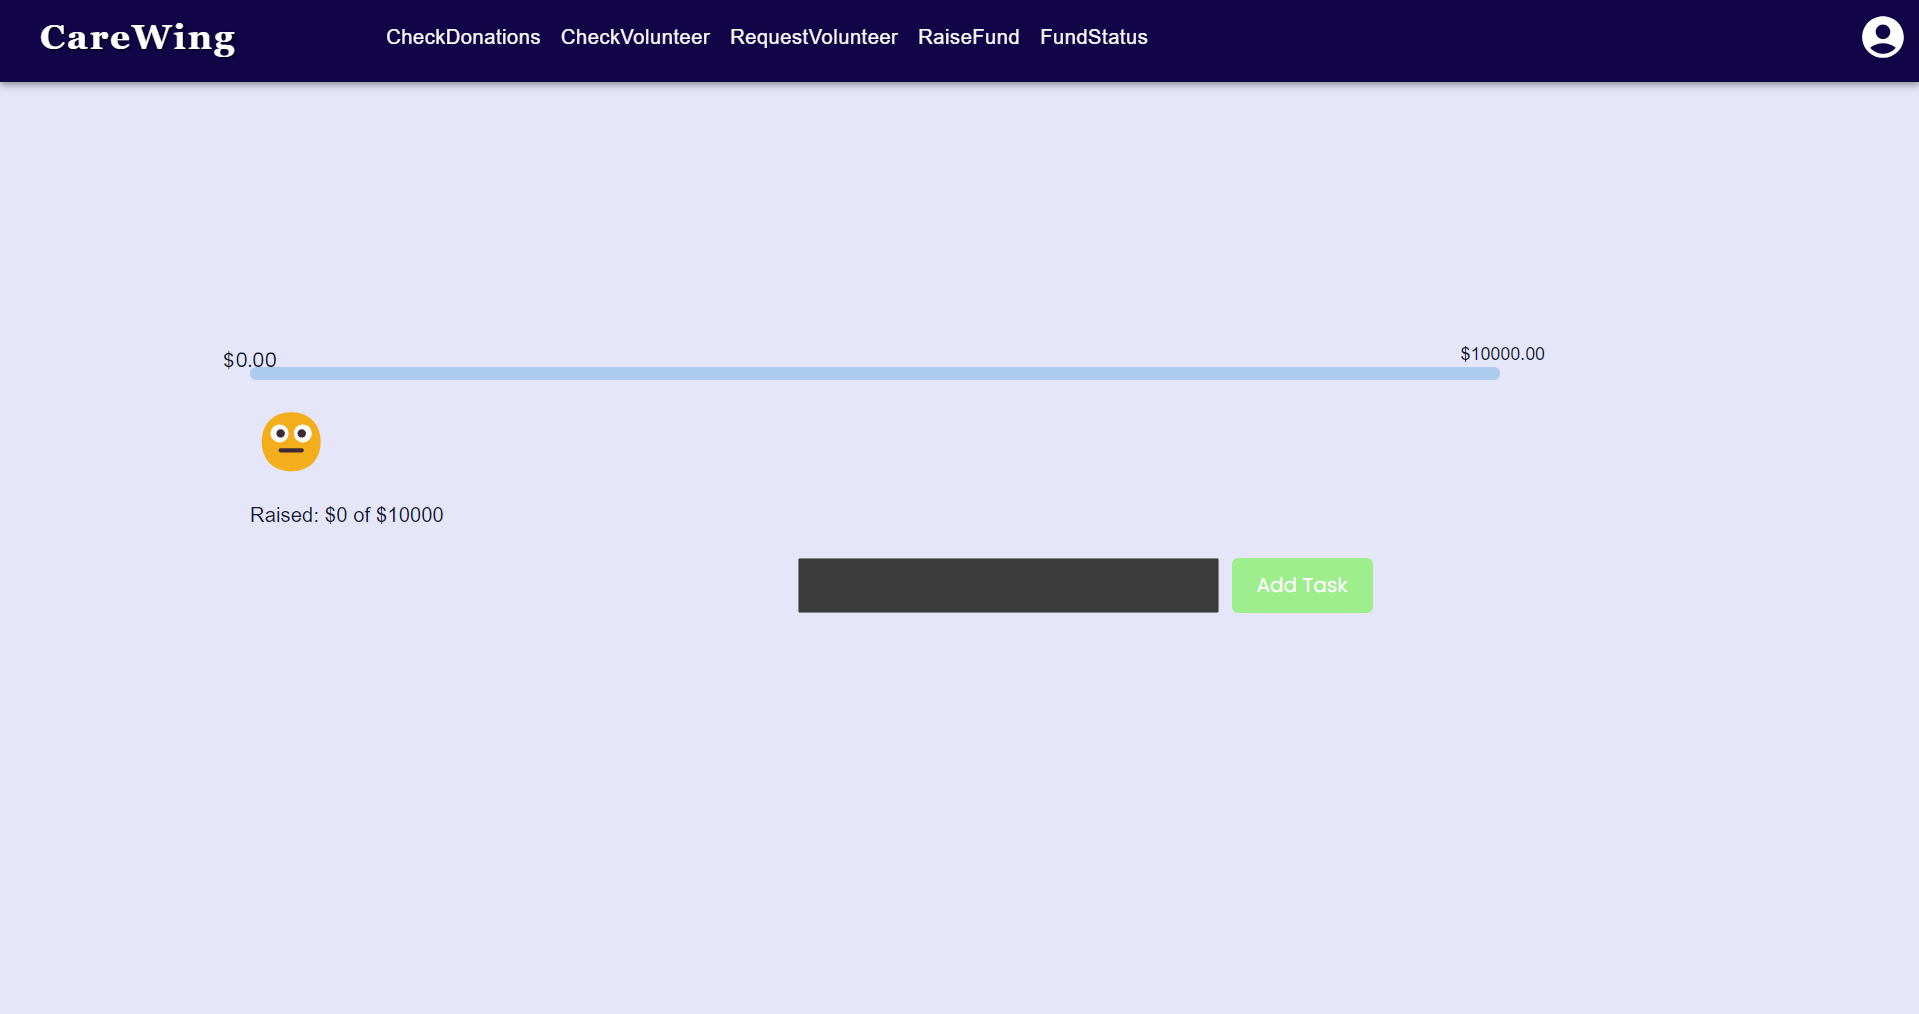 CareWing
CheckDonations CheckVolunteer RequestVolunteer RaiseFund FundStatus
$0.00
$10000.00
Raised: $0 of $10000
Add Task